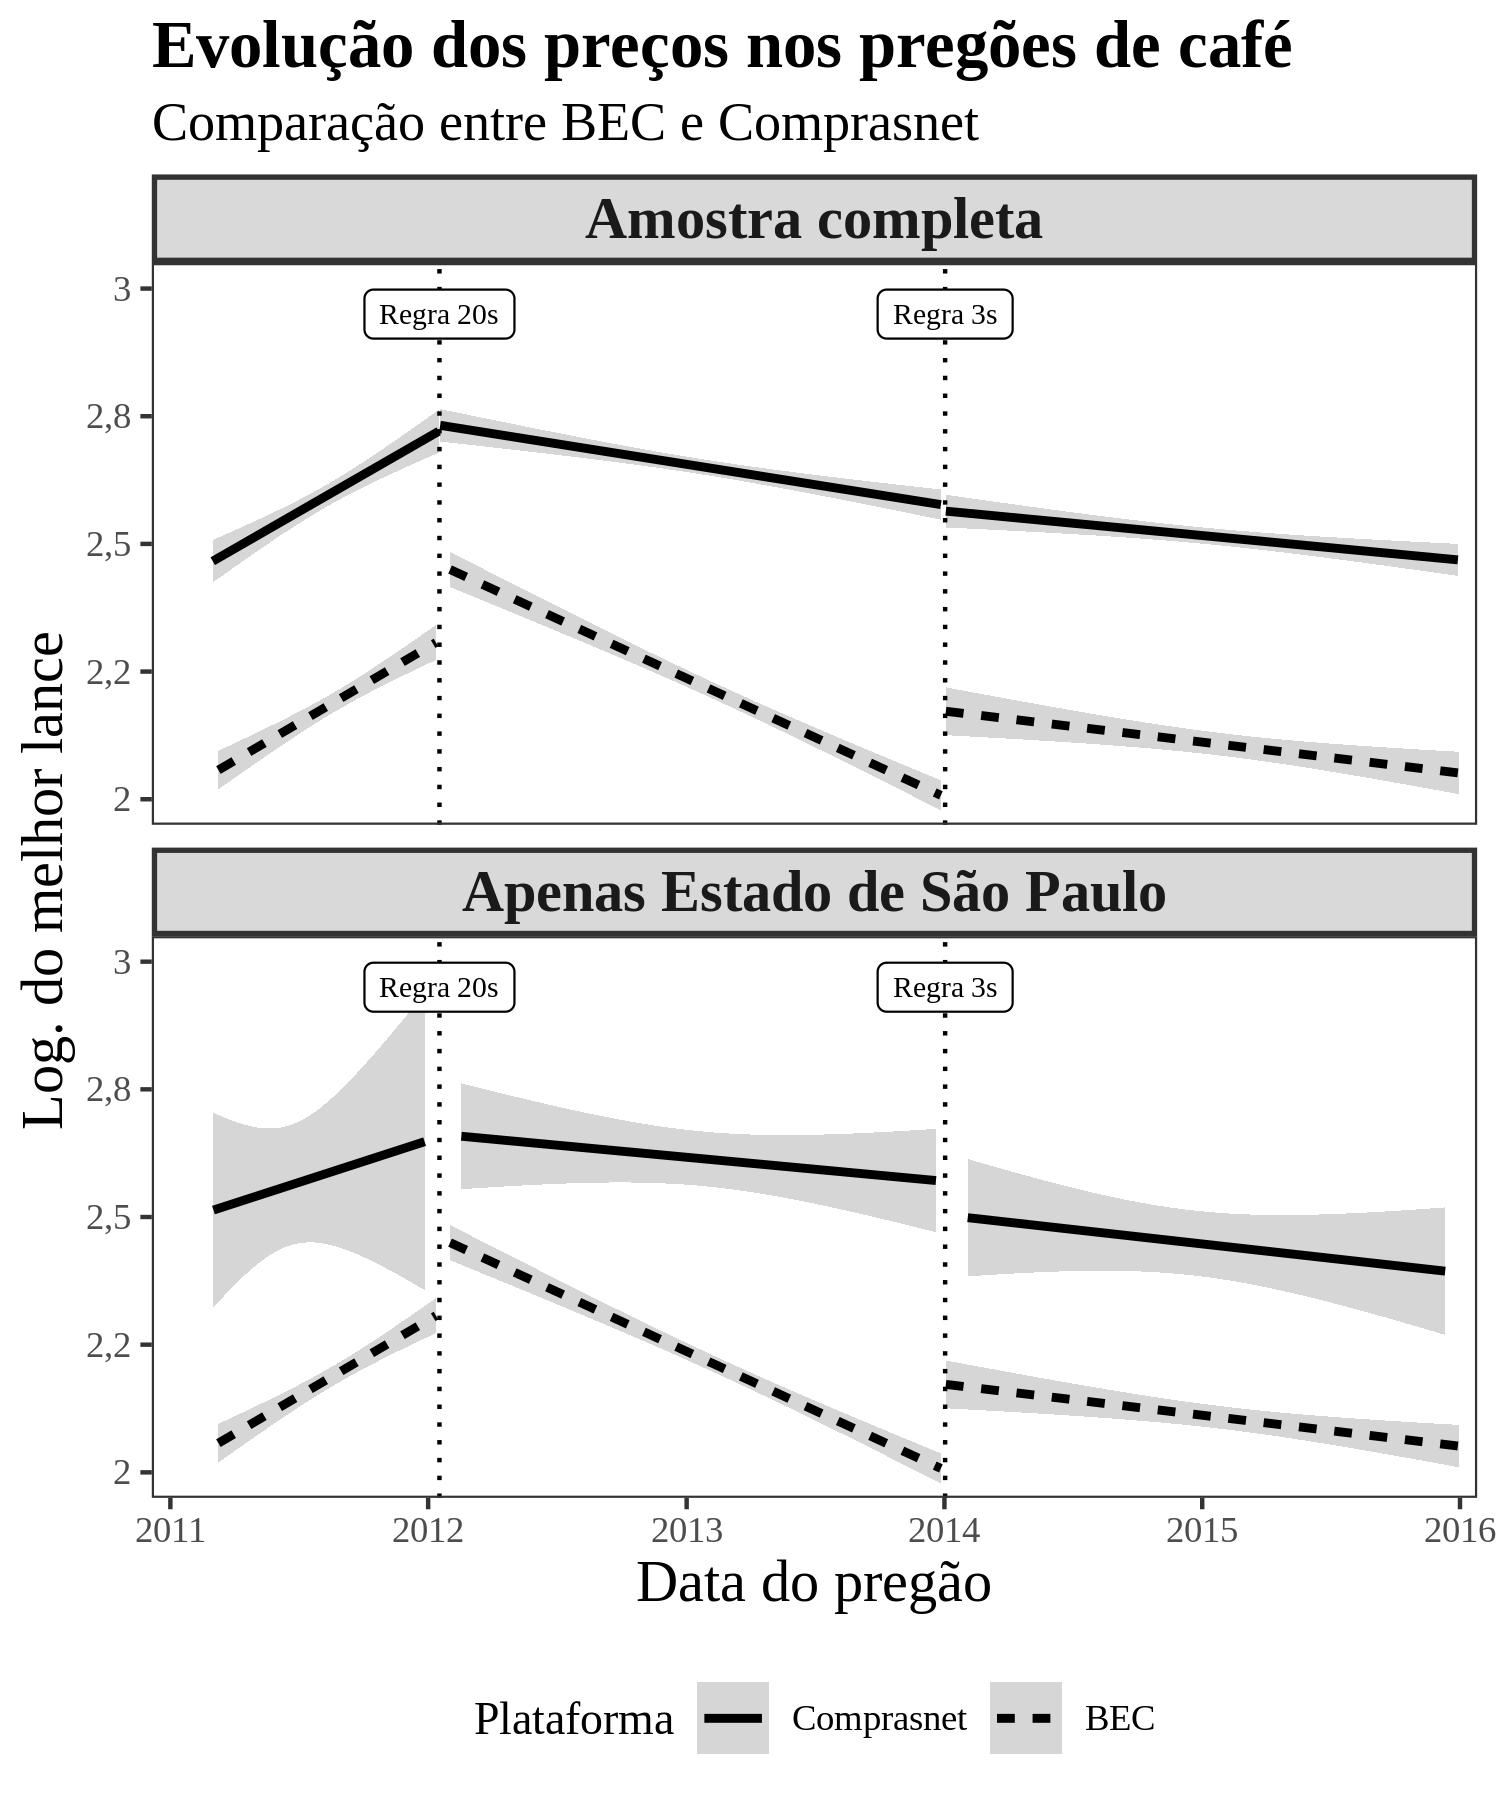 Evolução dos preços nos pregões de café
Comparação entre BEC e Comprasnet
Amostra completa
3
Regra 20s
Regra 3s
2,8
2,5
2,2
2
Log. do melhor lance
Apenas Estado de São Paulo
3
Regra 20s
Regra 3s
2,8
2,5
2,2
2
2011 2012 2013 2014 2015 2016
Data do pregão
Plataforma Comprasnet BEC